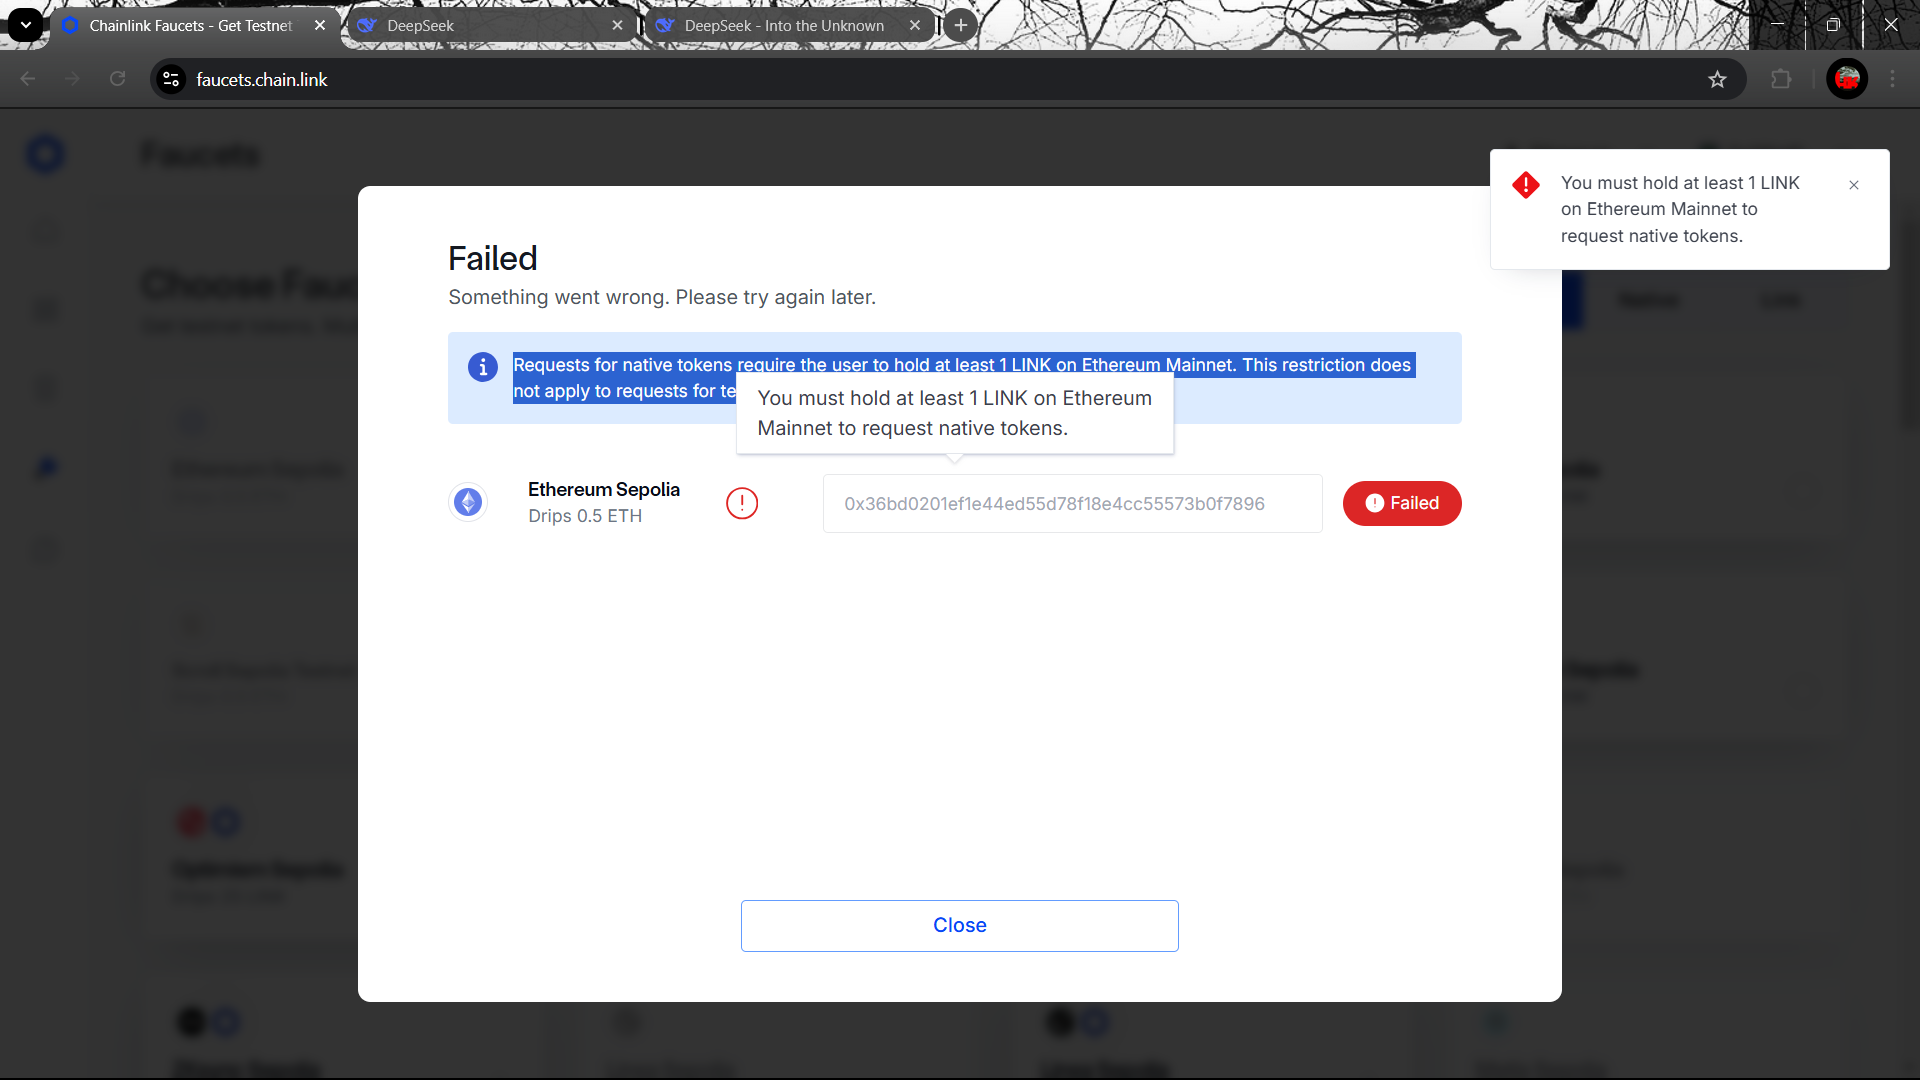 Chainlink Faucets - Get Testnet
DeepSeek
DeepSeek - Into the Unknown
faucets.chain.link
Faucets
You must hold at least 1 LINK
on Ethereum Mainnet to
request native tokens.
Failed
Something went wrong. Please try again later.
Requests for native tokens require the user to hold at least 1 LINK on Ethereum Mainnet. This restriction does
not apply to requests for te
You must hold at least 1 LINK on Ethereum
Mainnet to request native tokens.
Ethereum Sepolia
Drips 0.5 ETH
0x36bd0201ef1e44ed55d78f18e4cc55573b0f7896
Failed
Close